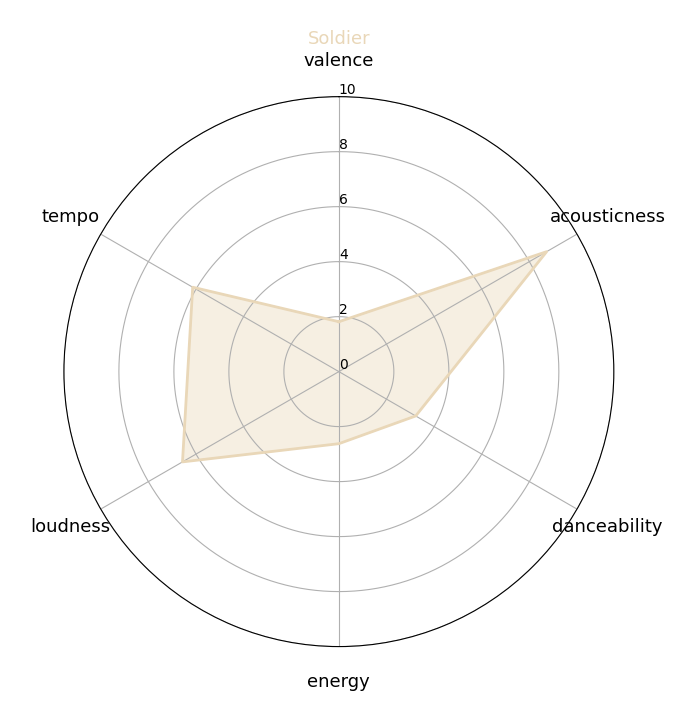 Soldier
valence
10
8
tempo
6
acousticness
4
2
0
loudness
danceability
energy